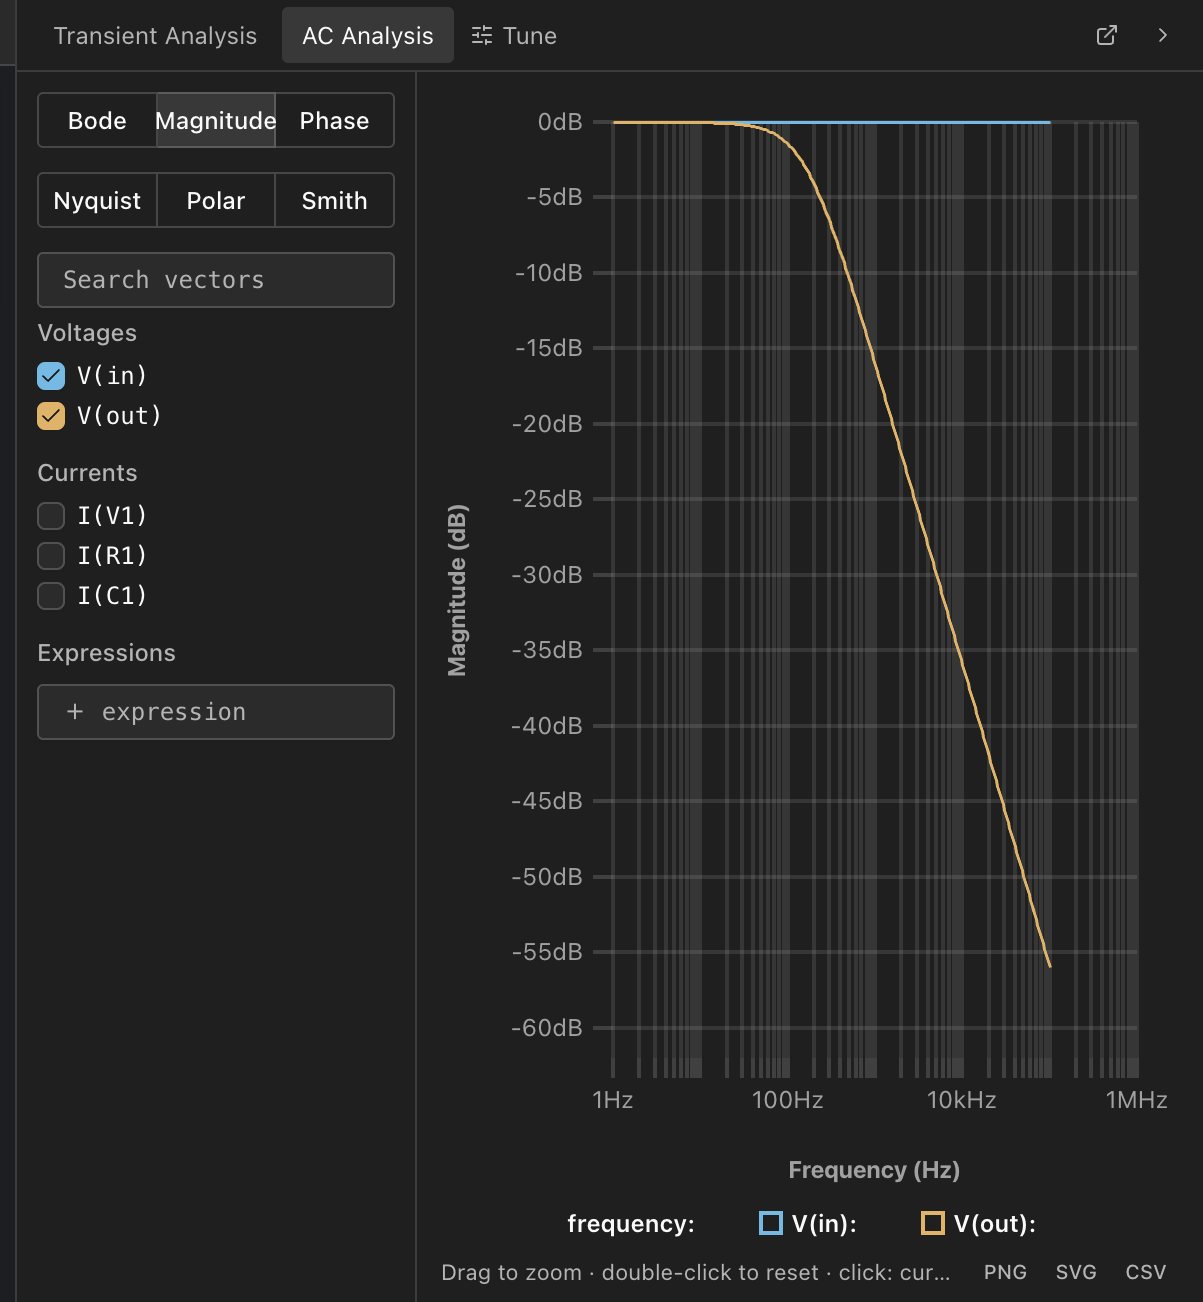 Transient Analysis AC Analysis Tune
Bode Magnitude Phase
Nyquist Polar Smith
Search vectors
Voltages
V(in)
V(out)
Currents
I(V1)
I(R1)
I(C1)
Expressions
+ expression
0dB
-5dB
-10dB
-15dB
-20dB
-25dB
-30dB
-35dB
-40dB
-45dB
-50dB
-55dB
-60dB
Magnitude (dB)
1Hz 100Hz 10kHz 1MHz
Frequency (Hz)
frequency: V(in): V(out):
Drag to zoom · double-click to reset · click: cur... PNG SVG CSV